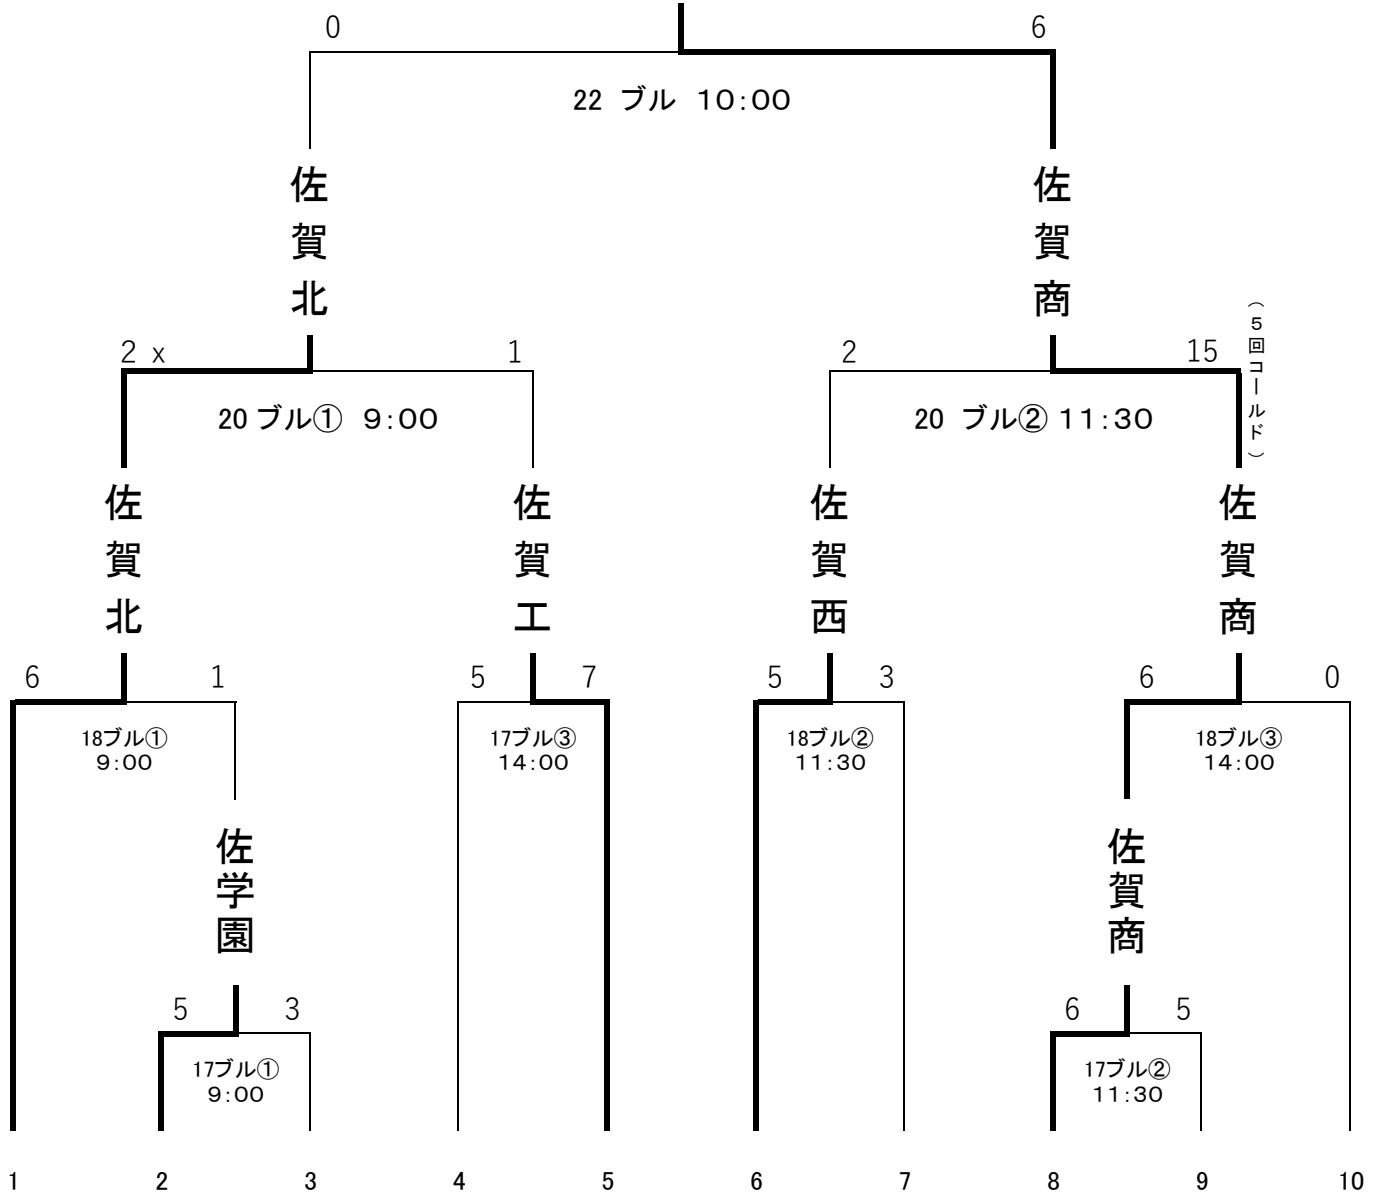 0 6
22 ブル 10:00
佐賀北
佐賀商
2 x 1 2 15
（5回コールド）
20 ブル① 9:00
20 ブル② 11:30
佐賀北
佐賀工
佐賀西
佐賀商
6 1 5 7 5 3 6 0
18ブル①
9:00
17ブル③
14:00
18ブル②
11:30
18ブル③
14:00
佐学園
佐賀商
5 3 6 5
17ブル①
9:00
17ブル②
11:30
1 2 3 4 5 6 7 8 9 10